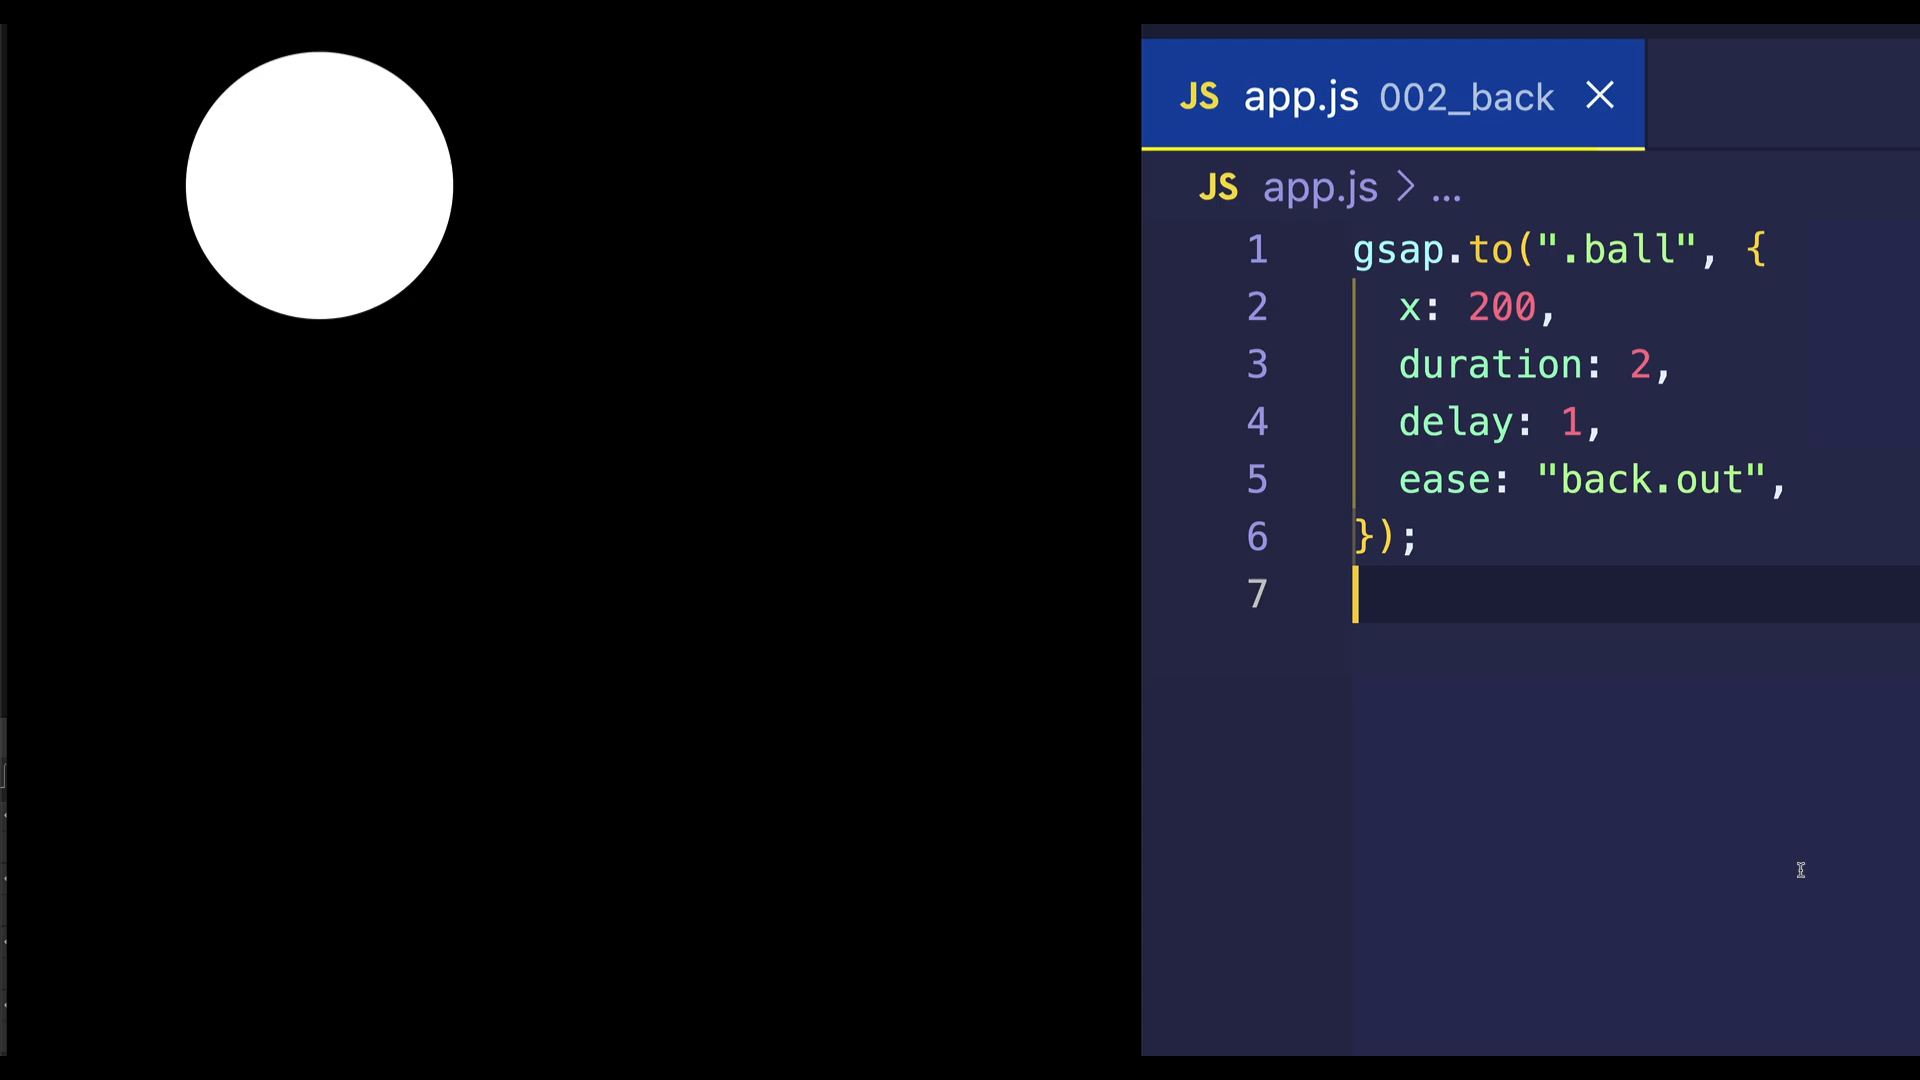 JS app.js 002_back
JS app.js > ...
1 gsap.to(".ball", {
2 x: 200,
3 duration: 2,
4 delay: 1,
5 ease: "back.out",
6 });
7